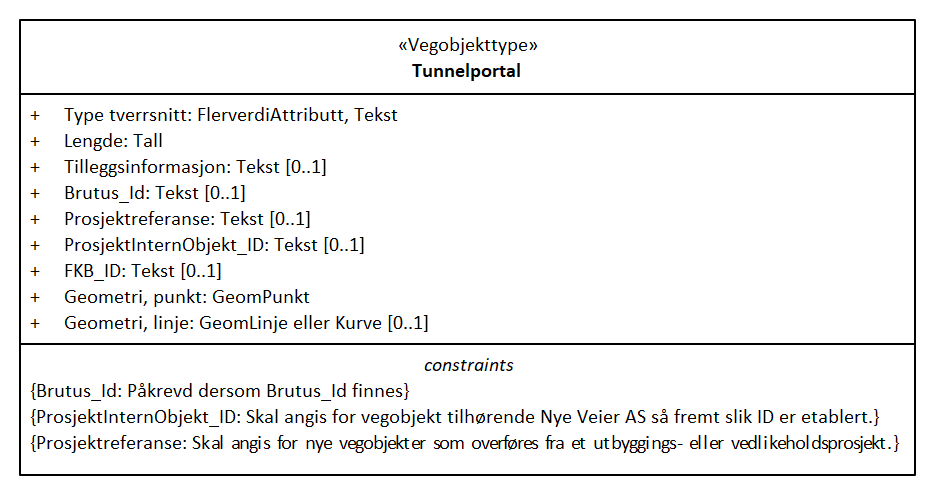 «Vegobjekttype»
Tunnelportal
+ Type tverrsnitt: FlerverdiAttributt, Tekst
+ Lengde: Tall
+ Tilleggsinformasjon: Tekst [0..1]
+ Brutus_Id: Tekst [0..1]
+ Prosjektreferanse: Tekst [0..1]
+ ProsjektInternObjekt_ID: Tekst [0..1]
+ FKB_ID: Tekst [0..1]
+ Geometri, punkt: GeomPunkt
+ Geometri, linje: GeomLinje eller Kurve [0..1]
constraints
{Brutus_Id: Påkrevd dersom Brutus_Id finnes}
{ProsjektInternObjekt_ID: Skal angis for vegobjekt tilhørende Nye Veier AS så fremt slik ID er etablert.}
{Prosjektreferanse: Skal angis for nye vegobjekter som overføres fra et utbyggings- eller vedlikeholdsprosjekt.}